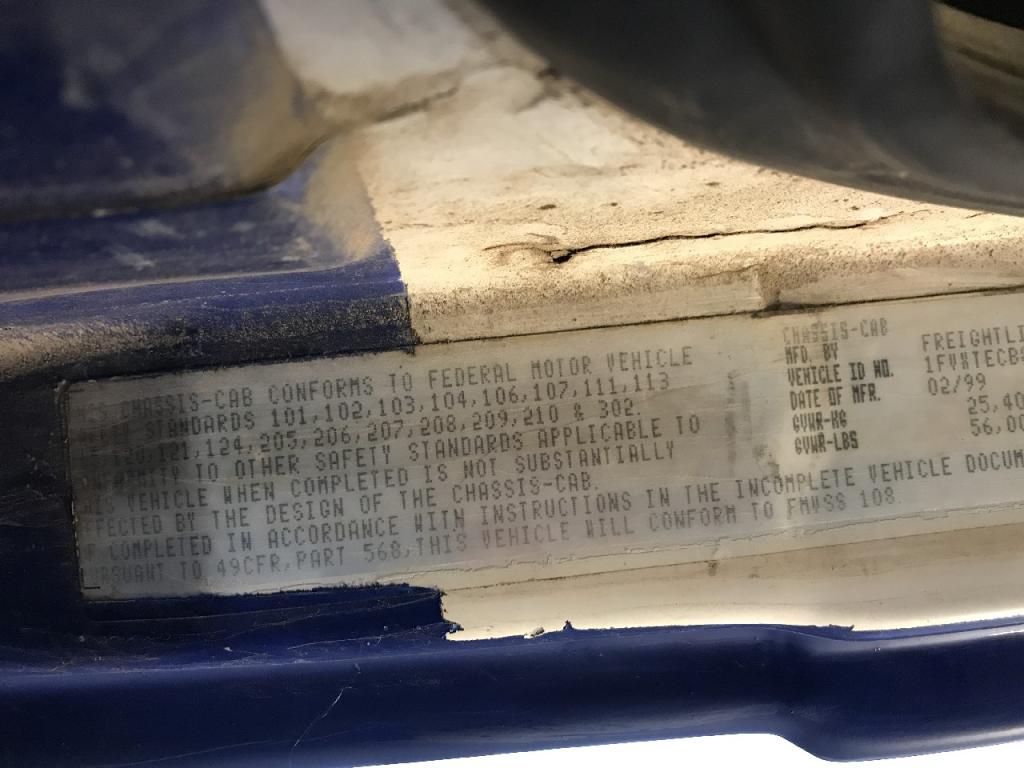 CHASSIS-CAB CONFORMS TO FEDERAL MOTOR VEHICLE
STANDARDS 101,102,103,104,106,107,111,113
121,124,205,206,207,208,209,210 & 302.
TO OTHER SAFETY STANDARDS APPLICABLE TO
VEHICLE WHEN COMPLETED IS NOT SUBSTANTIALLY
FECTED BY THE DESIGN OF THE CHASSIS-CAB.
COMPLETED IN ACCORDANCE WITH INSTRUCTIONS IN THE INCOMPLETE VEHICLE DOCUM
RSUANT TO 49CFR,PART 568,THIS VEHICLE WILL CONFORM TO FMVSS 108
CHASSIS-CAB
MFD. BY FREIGHTLI
VEHICLE ID NO. 1FVXTECB
DATE OF MFR. 02/99
GVWR-KG 25,40
GVWR-LBS 56,00